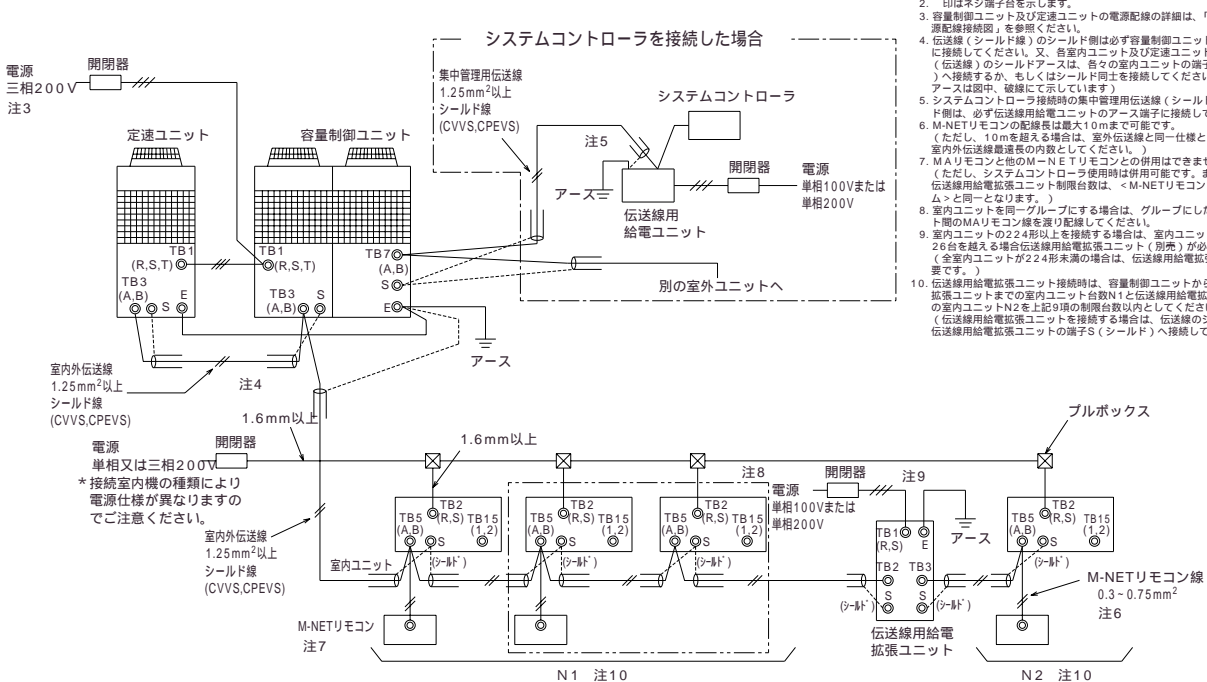 システムコントローラを接続した場合
電源
三相200V
注3
開閉器
定速ユニット
容量制御ユニット
TB1
(R,S,T)
TB3
(A,B)
S
E
TB1
(R,S,T)
TB3
(A,B)
S
TB7
(A,B)
S
E
アース
集中管理用伝送線
1.25mm²以上
シールド線
(CVVS,CPEVS)
注5
システムコントローラ
アース
伝送線用
給電ユニット
開閉器
電源
単相100Vまたは
単相200V
別の室外ユニットへ
室内外伝送線
1.25mm²以上
シールド線
(CVVS,CPEVS)
注4
2. 印はネジ端子台を示します。
3. 容量制御ユニット及び定速ユニットの電源配線の詳細は、「
源配線接続図」を参照ください。
4. 伝送線(シールド線)のシールド側は必ず容量制御ユニット
に接続してください。又、各室内ユニット及び定速ユニット
(伝送線)のシールドアースは、各々の室内ユニットの端子
)へ接続するか、もしくはシールド同士を接続してください
アースは図中、破線にて示しています)
5. システムコントローラ接続時の集中管理用伝送線(シールド
ド側は、必ず伝送線用給電ユニットのアース端子に接続して
6. M-NETリモコンの配線長は最大10mまで可能です。
(ただし、10mを超える場合は、室外伝送線と同一仕様と
室内外伝送線最遠長の内数としてください。)
7. MAリモコンと他のM-NETリモコンとの併用はできませ
(ただし、システムコントローラ使用時は併用可能です。ま
伝送線用給電拡張ユニット制限台数は、<M-NETリモコン
ム>と同一となります。)
8. 室内ユニットを同一グループにする場合は、グループにした
ト間のMAリモコン線を渡り配線してください。
9. 室内ユニットの224形以上を接続する場合は、室内ユニッ
26台を越える場合伝送線用給電拡張ユニット(別売)が必
(全室内ユニットが224形未満の場合は、伝送線用給電拡張
要です。)
10. 伝送線用給電拡張ユニット接続時は、容量制御ユニットから
拡張ユニットまでの室内ユニット台数N1と伝送線用給電拡
の室内ユニットN2を上記9項の制限台数以内としてくださ
(伝送線用給電拡張ユニットを接続する場合は、伝送線のシ
伝送線用給電拡張ユニットの端子S(シールド)へ接続して
1.6mm以上
電源
単相又は三相200V
*接続室内機の種類により
電源仕様が異なりますの
でご注意ください。
開閉器
1.6mm以上
プルボックス
室内外伝送線
1.25mm²以上
シールド線
(CVVS,CPEVS)
室内ユニット
TB5
(A,B)
S
TB2
(R,S)
TB15
(1,2)
(シールド)
TB5
(A,B)
S
TB2
(R,S)
TB15
(1,2)
(シールド)
TB5
(A,B)
S
TB2
(R,S)
TB15
(1,2)
(シールド)
注8
電源
単相100Vまたは
単相200V
開閉器
注9
TB1
(R,S)
E
アース
TB2
TB3
S
(シールド)
S
(シールド)
伝送線用給電
拡張ユニット
TB5
(A,B)
S
TB2
(R,S)
TB15
(1,2)
(シールド)
M-NETリモコン線
0.3~0.75mm²
注6
M-NETリモコン
注7
N1 注10
N2 注10